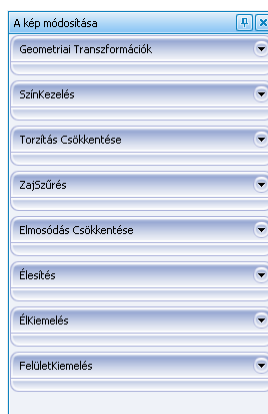 A kép módosítása
Geometriai Transzformációk
SzínKezelés
Torzítás Csökkentése
ZajSzűrés
Elmosódás Csökkentése
Élesítés
ÉlKiemelés
FelületKiemelés